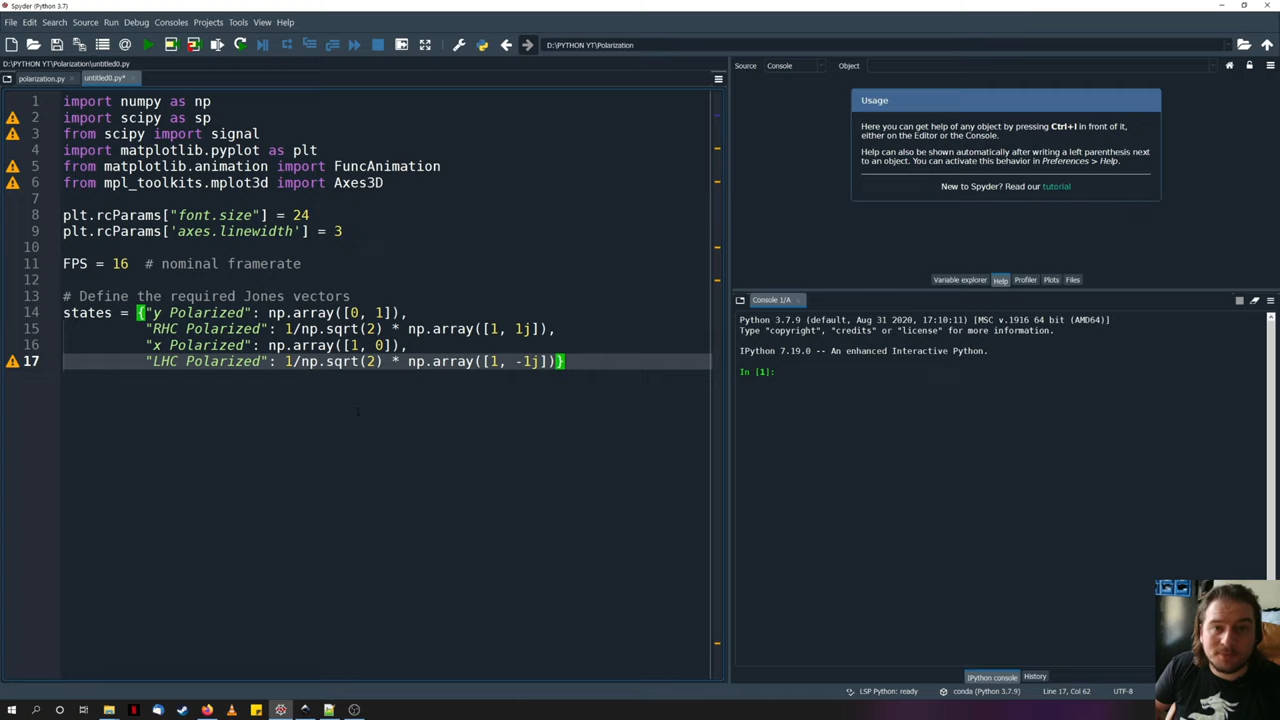 Spyder (Python 3.7)
File Edit Search Source Run Debug Consoles Projects Tools View Help
D:\PYTHON YT\Polarization
D:\PYTHON YT\Polarization\untitled0.py
polarization.py
untitled0.py*
Source Console Object
1 import numpy as np
2 import scipy as sp
3 from scipy import signal
4 import matplotlib.pyplot as plt
5 from matplotlib.animation import FuncAnimation
6 from mpl_toolkits.mplot3d import Axes3D
7
8 plt.rcParams["font.size"] = 24
9 plt.rcParams['axes.linewidth'] = 3
10
11 FPS = 16  # nominal framerate
12
13 # Define the required Jones vectors
14 states = {"y Polarized": np.array([0, 1]),
15 "RHC Polarized": 1/np.sqrt(2) * np.array([1, 1j]),
16 "x Polarized": np.array([1, 0]),
17 "LHC Polarized": 1/np.sqrt(2) * np.array([1, -1j])}
Usage
Here you can get help of any object by pressing Ctrl+I in front of it,
either on the Editor or the Console.
Help can also be shown automatically after writing a left parenthesis next
to an object. You can activate this behavior in Preferences > Help.
New to Spyder? Read our tutorial
Variable explorer Help Profiler Plots Files
Console 1/A
Python 3.7.9 (default, Aug 31 2020, 17:10:11) [MSC v.1916 64 bit (AMD64)]
Type "copyright", "credits" or "license" for more information.
IPython 7.19.0 -- An enhanced Interactive Python.
In [1]:
IPython console History
LSP Python: ready conda (Python 3.7.9) Line 17, Col 62 UTF-8